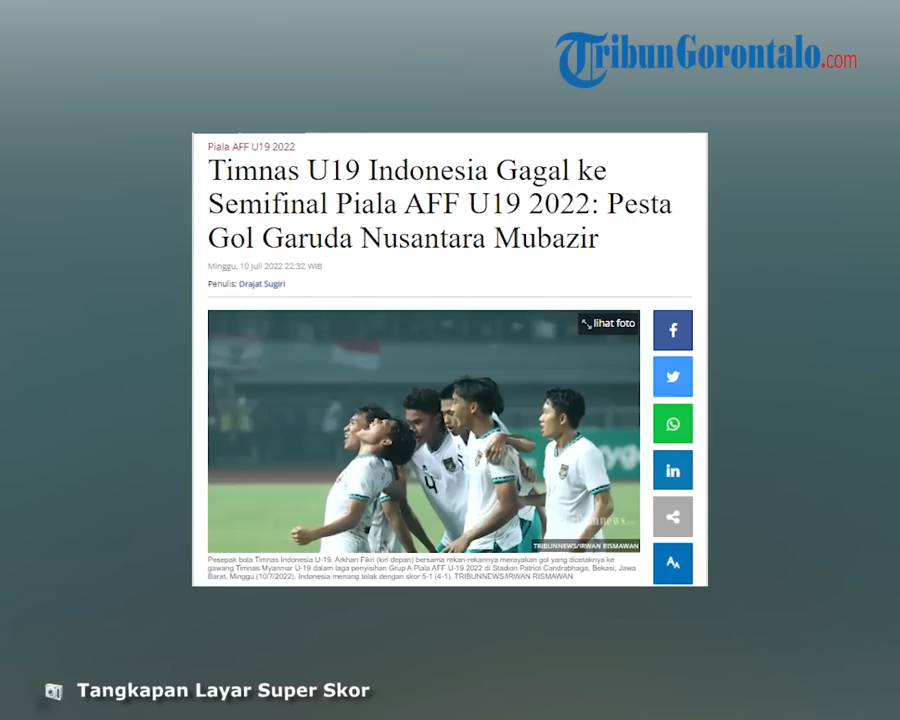 TribunGorontalo.com
Piala AFF U19 2022
Timnas U19 Indonesia Gagal ke
Semifinal Piala AFF U19 2022: Pesta
Gol Garuda Nusantara Mubazir
Minggu, 10 Juli 2022 22:32 WIB
Penulis: Drajat Sugiri
lihat foto
4
TRIBUNNEWS/IRWAN RISMAWAN
Pesepak bola Timnas Indonesia U-19, Arkhan Fikri (kiri depan) bersama rekan-rekannya merayakan gol yang dicetaknya ke
gawang Timnas Myanmar U-19 dalam laga penyisihan Grup A Piala AFF U-19 2022 di Stadion Patriot Candrabhaga, Bekasi, Jawa
Barat, Minggu (10/7/2022). Indonesia menang telak dengan skor 5-1 (4-1). TRIBUNNEWS/IRWAN RISMAWAN
Tangkapan Layar Super Skor